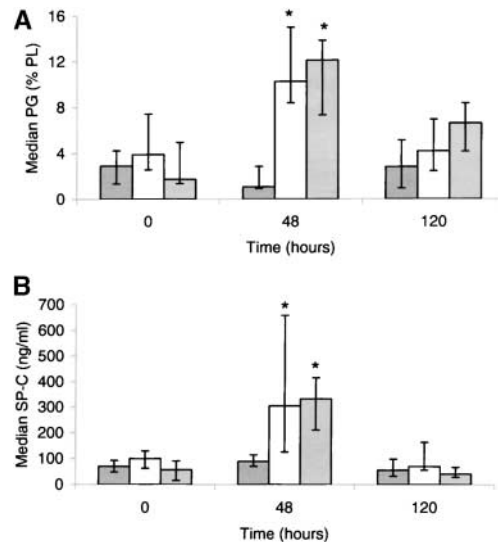 A
Median PG (% PL)
16
12
8
4
0
* *
0 48 120
Time (hours)
B
Median SP-C (ng/ml)
700
600
500
400
300
200
100
0
* *
0 48 120
Time (hours)